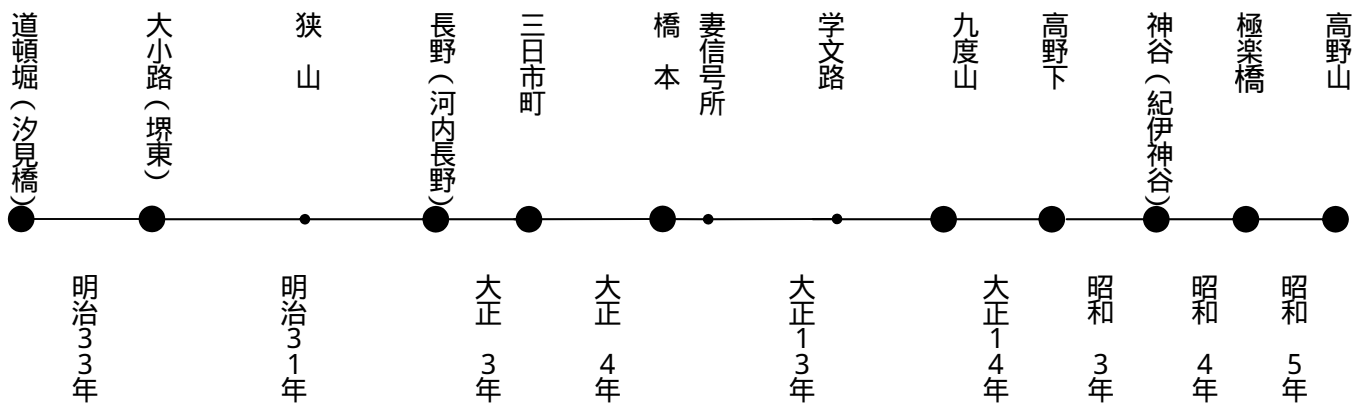 道頓堀（汐見橋）
大小路（堺東）
狭　山
長野（河内長野）
三日市町
橋　本
妻信号所
学文路
九度山
高野下
神谷（紀伊神谷）
極楽橋
高野山
明治33年
明治31年
大正　3年
大正　4年
大正13年
大正14年
昭和　3年
昭和　4年
昭和　5年